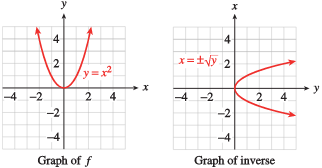 y
4
2
y = x²
x
−4 −2 2 4
−2
−4
Graph of f
x
4
2
x = ±√y
y
−4 −2 2 4
−2
−4
Graph of inverse